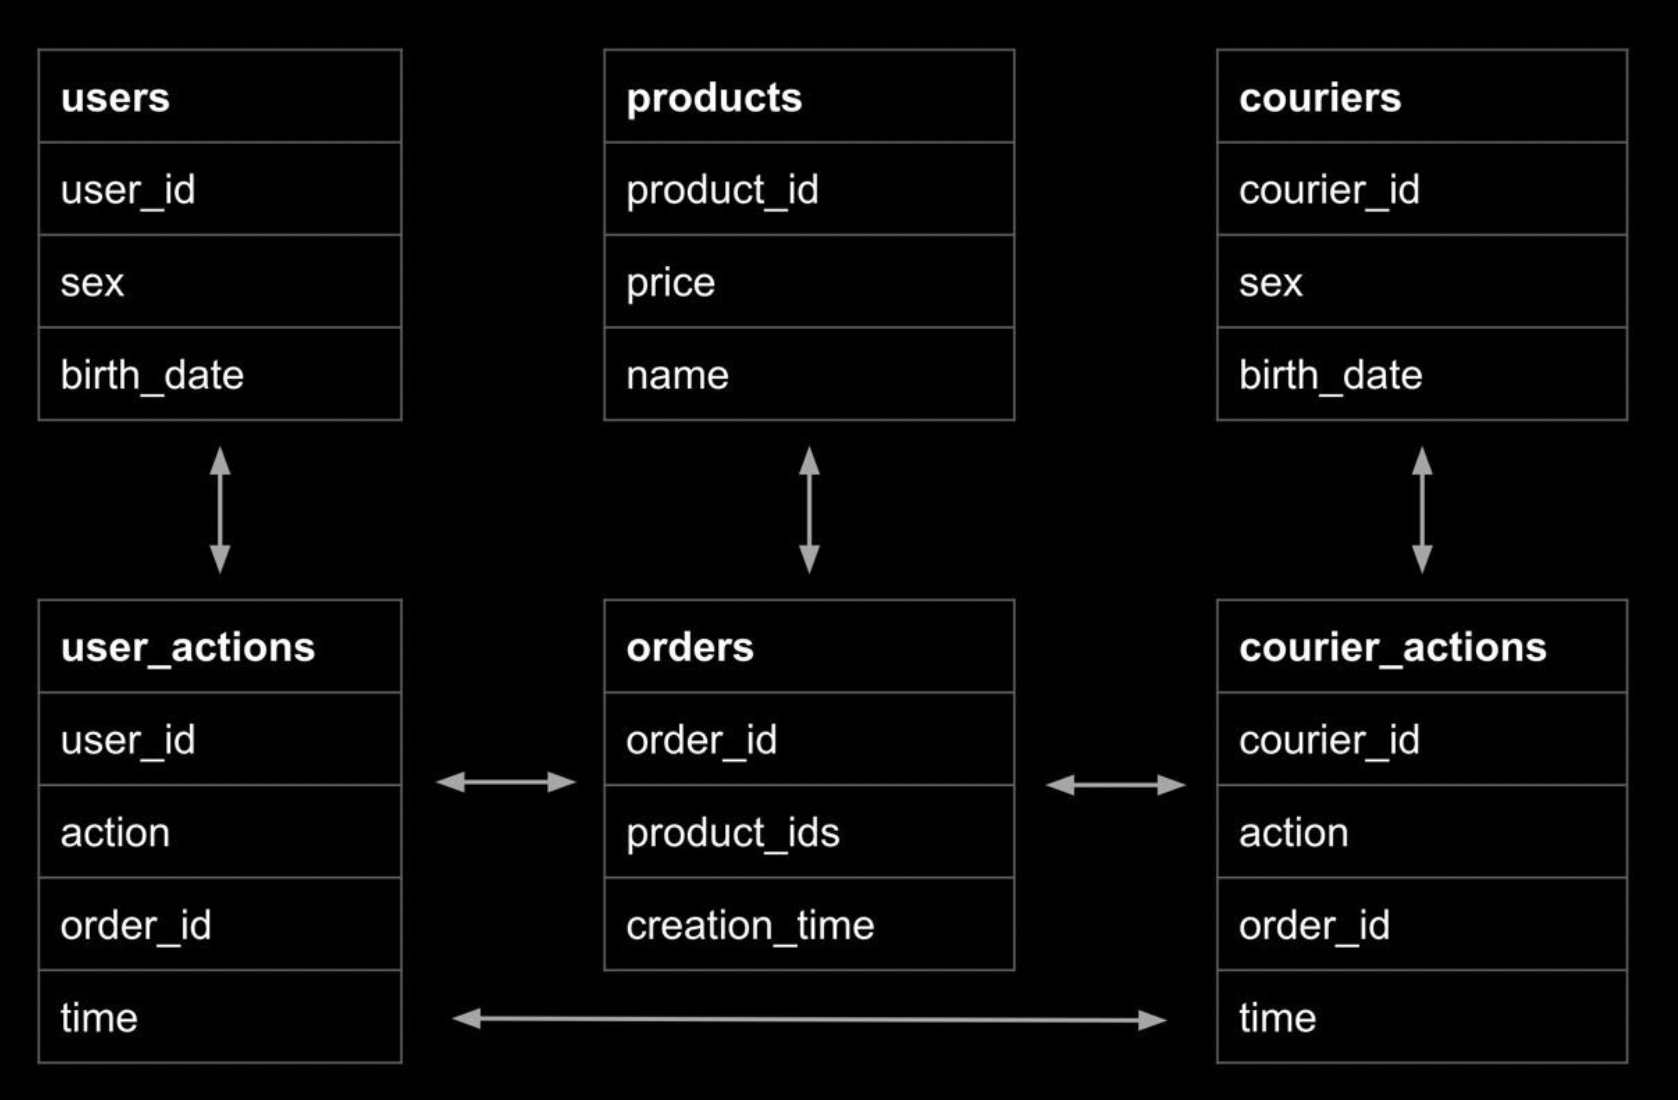 users
user_id
sex
birth_date
products
product_id
price
name
couriers
courier_id
sex
birth_date
user_actions
user_id
action
order_id
time
orders
order_id
product_ids
creation_time
courier_actions
courier_id
action
order_id
time